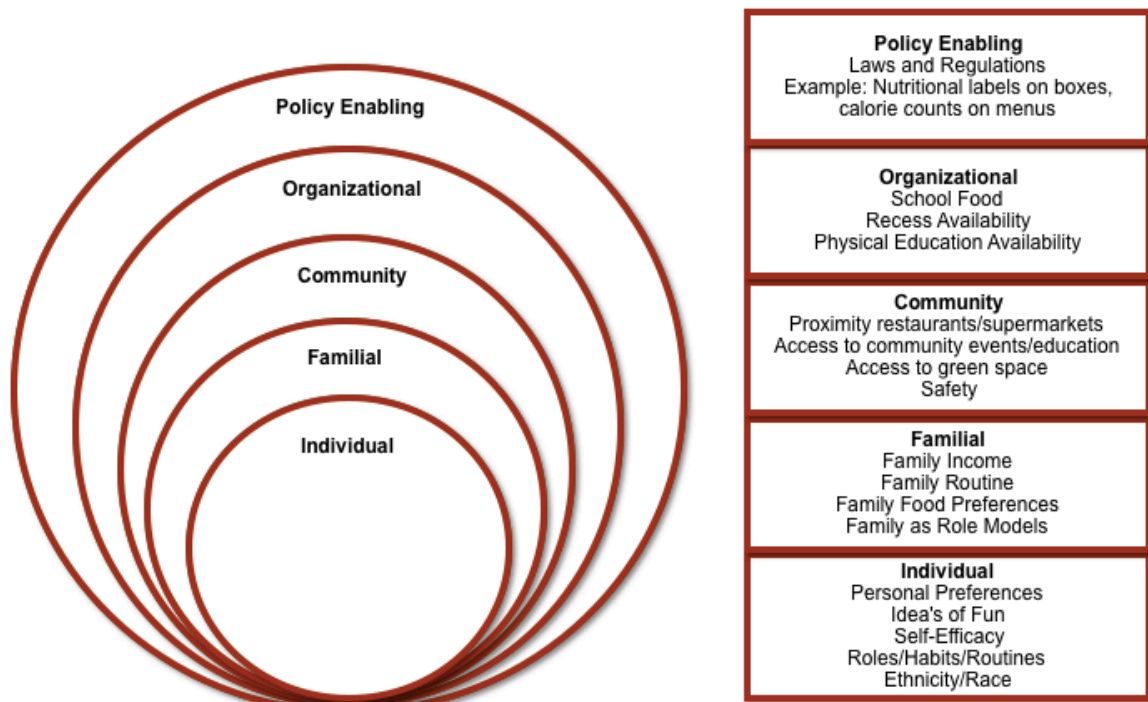 Policy Enabling
Organizational
Community
Familial
Individual
Policy Enabling
Laws and Regulations
Example: Nutritional labels on boxes,
calorie counts on menus
Organizational
School Food
Recess Availability
Physical Education Availability
Community
Proximity restaurants/supermarkets
Access to community events/education
Access to green space
Safety
Familial
Family Income
Family Routine
Family Food Preferences
Family as Role Models
Individual
Personal Preferences
Idea's of Fun
Self-Efficacy
Roles/Habits/Routines
Ethnicity/Race